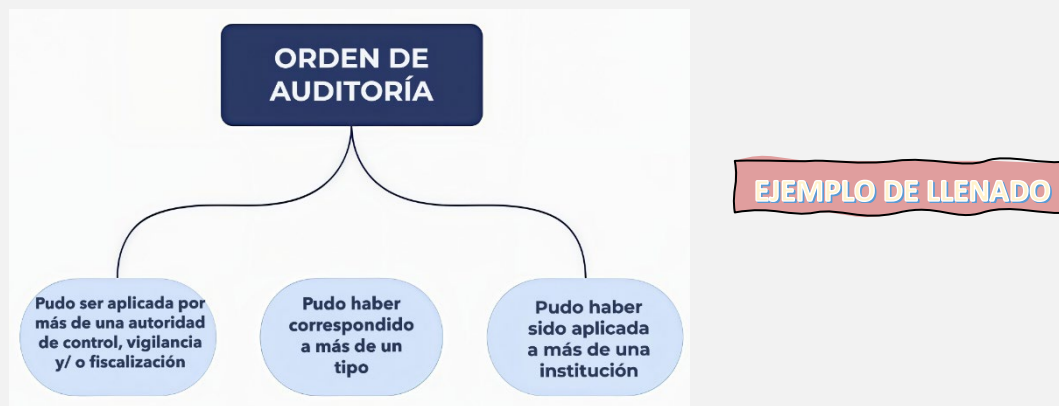 ORDEN DE
AUDITORÍA
EJEMPLO DE LLENADO
Pudo ser aplicada por
más de una autoridad
de control, vigilancia
y/ o fiscalización
Pudo haber
correspondido
a más de un
tipo
Pudo haber
sido aplicada
a más de una
institución